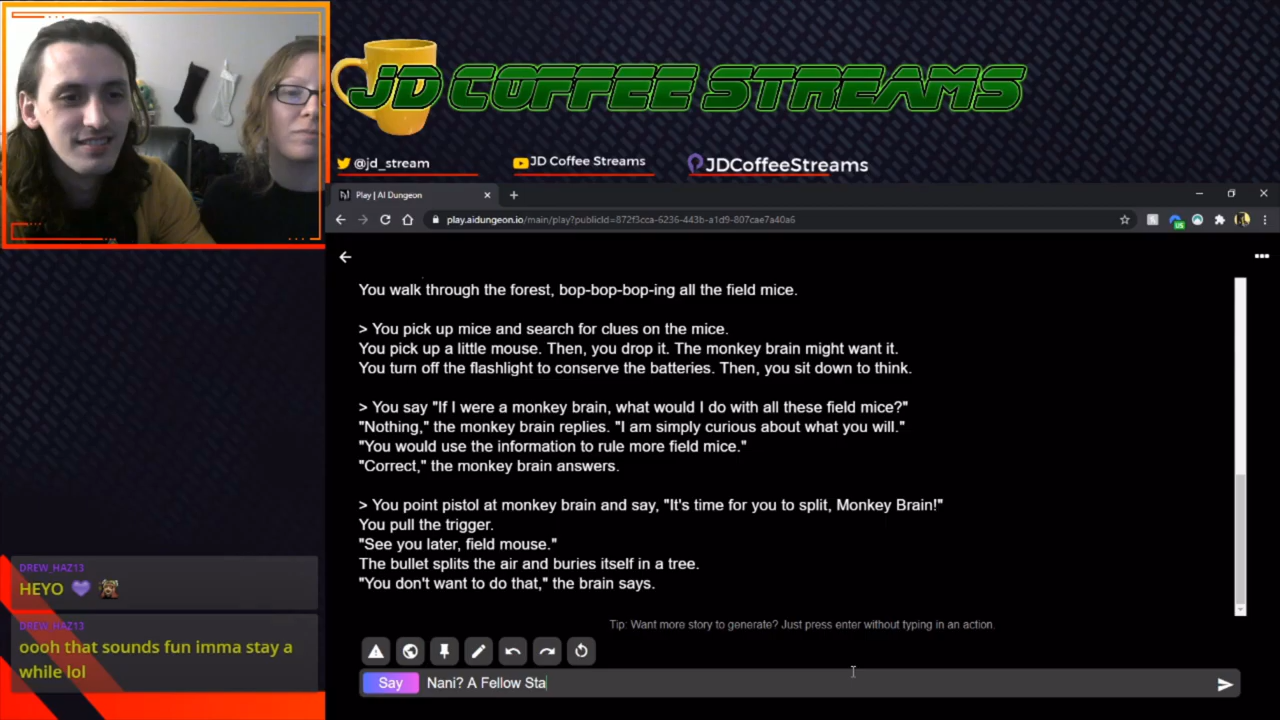 JD COFFEE STREAMS
@jd_stream
JD Coffee Streams
JDCoffeeStreams
Play | AI Dungeon
play.aidungeon.io/main/play?publicId=872f3cca-6236-443b-a1d9-807cae7a40a6
US
You walk through the forest, bop-bop-bop-ing all the field mice.
> You pick up mice and search for clues on the mice.
You pick up a little mouse. Then, you drop it. The monkey brain might want it.
You turn off the flashlight to conserve the batteries. Then, you sit down to think.
> You say "If I were a monkey brain, what would I do with all these field mice?"
"Nothing," the monkey brain replies. "I am simply curious about what you will."
"You would use the information to rule more field mice."
"Correct," the monkey brain answers.
> You point pistol at monkey brain and say, "It's time for you to split, Monkey Brain!"
You pull the trigger.
"See you later, field mouse."
The bullet splits the air and buries itself in a tree.
"You don't want to do that," the brain says.
Tip: Want more story to generate? Just press enter without typing in an action.
Say
Nani? A Fellow Sta
DREW_HAZ13
HEYO
DREW_HAZ13
oooh that sounds fun imma stay a
while lol